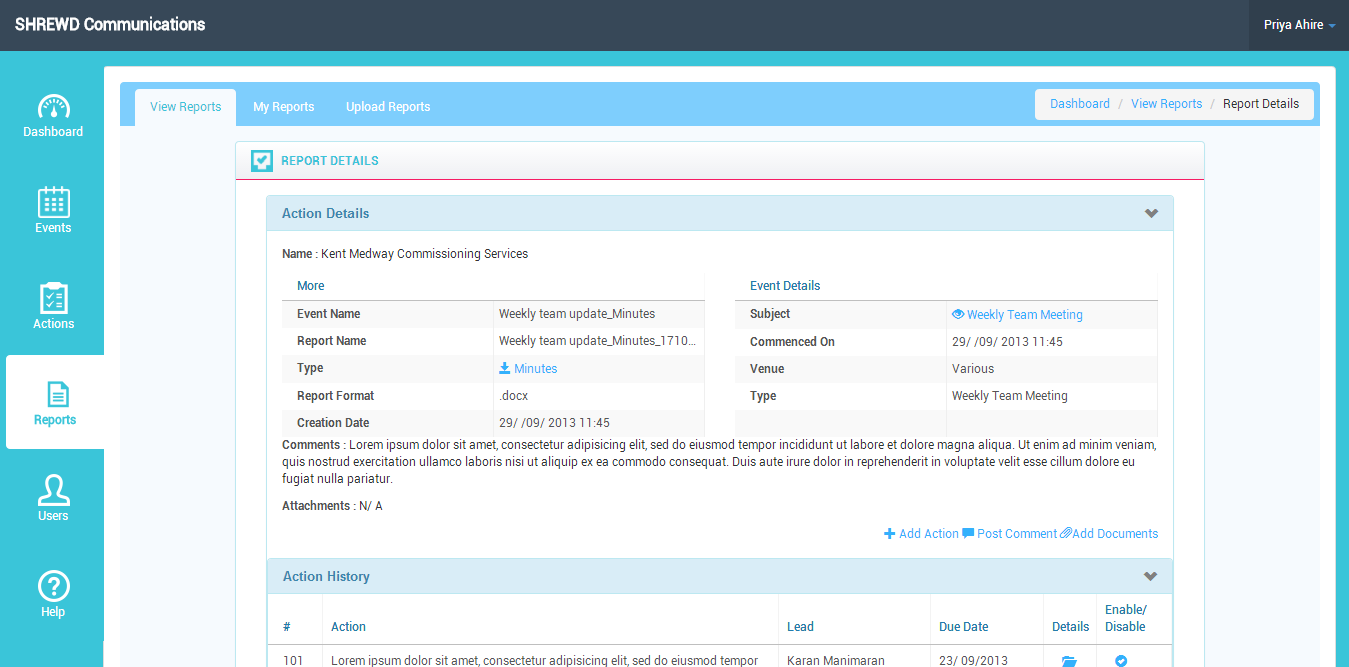 SHREWD Communications
Priya Ahire
Dashboard
Events
Actions
Reports
Users
Help
View Reports My Reports Upload Reports
Dashboard / View Reports / Report Details
REPORT DETAILS
Action Details
Name : Kent Medway Commissioning Services
More
Event Name Weekly team update_Minutes
Report Name Weekly team update_Minutes_1710...
Type Minutes
Report Format .docx
Creation Date 29/ /09/ 2013 11:45
Event Details
Subject Weekly Team Meeting
Commenced On 29/ /09/ 2013 11:45
Venue Various
Type Weekly Team Meeting
Comments : Lorem ipsum dolor sit amet, consectetur adipisicing elit, sed do eiusmod tempor incididunt ut labore et dolore magna aliqua. Ut enim ad minim veniam,
quis nostrud exercitation ullamco laboris nisi ut aliquip ex ea commodo consequat. Duis aute irure dolor in reprehenderit in voluptate velit esse cillum dolore eu
fugiat nulla pariatur.
Attachments : N/ A
Add Action Post Comment Add Documents
Action History
# Action Lead Due Date Details Enable/
Disable
101 Lorem ipsum dolor sit amet, consectetur adipisicing elit, sed do eiusmod tempor Karan Manimaran 23/ 09/2013